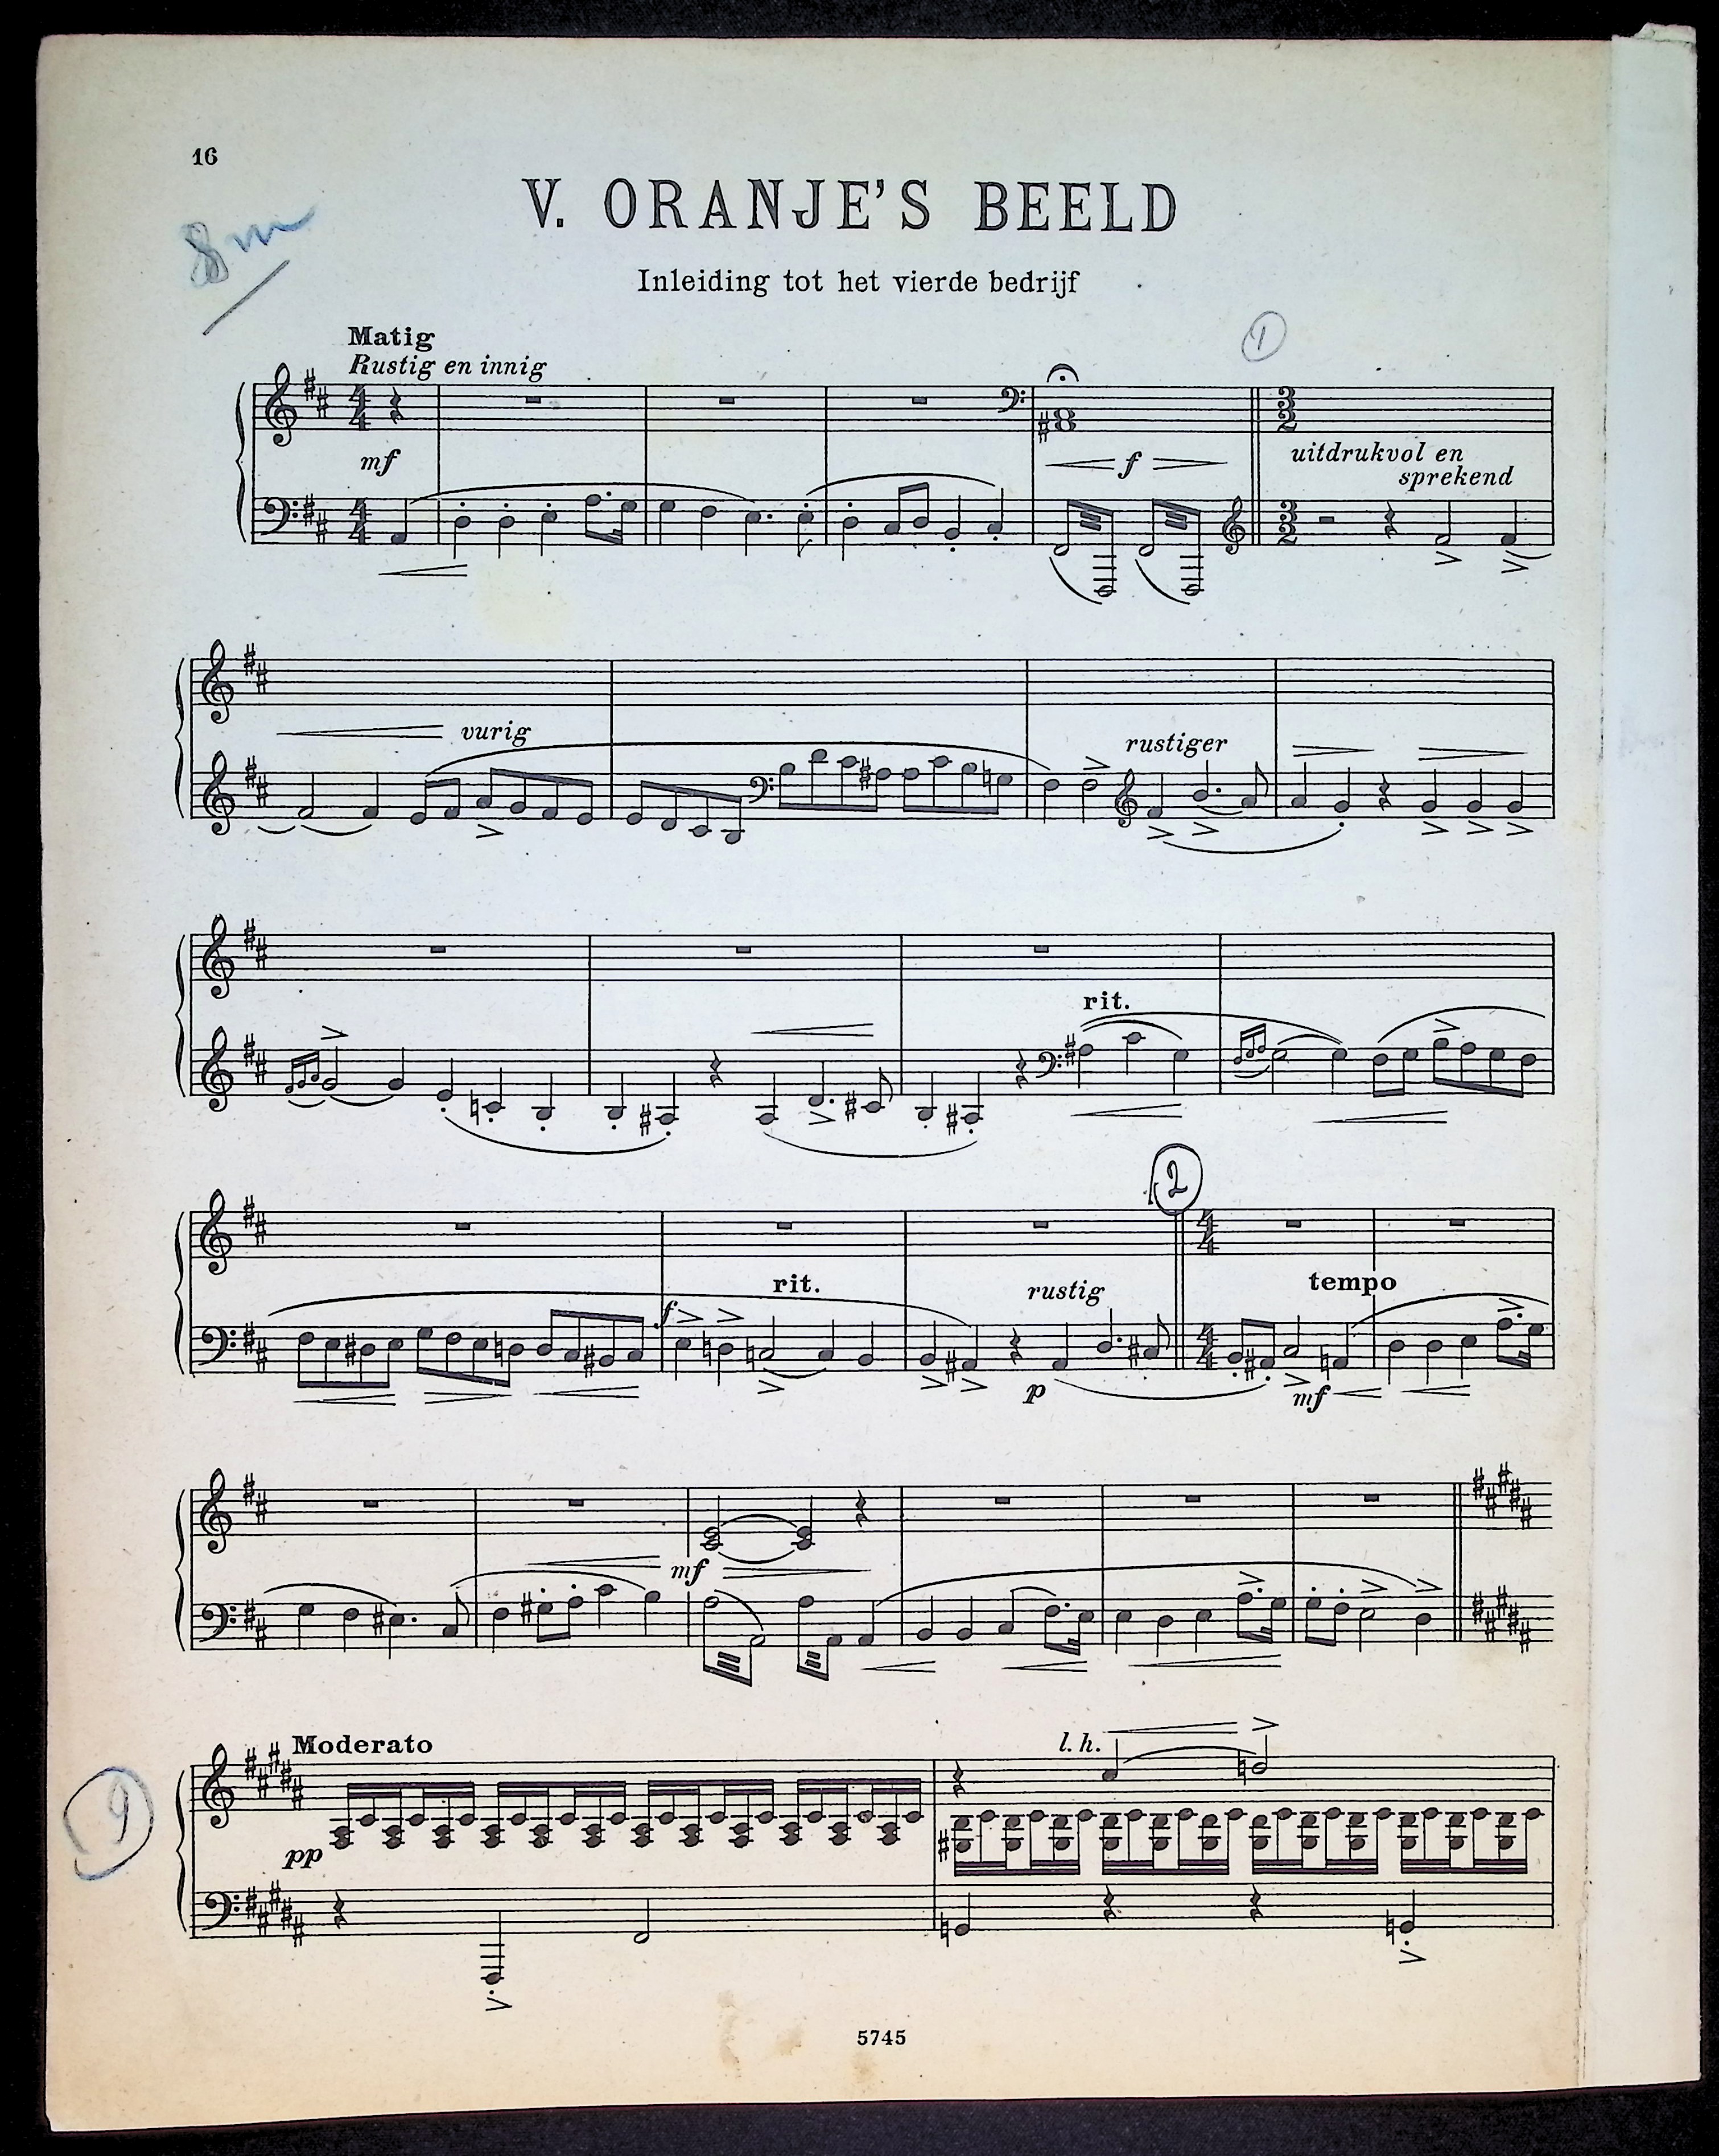 16
V. ORANJE'S BEELD
8m
Inleiding tot het vierde bedrijf
1
Matig
Rustig en innig
mf
f
uitdrukvol en
sprekend
vurig
rustiger
rit.
2
rit.
rustig
tempo
f
p
mf
mf
Moderato
l. h.
9
pp
5745